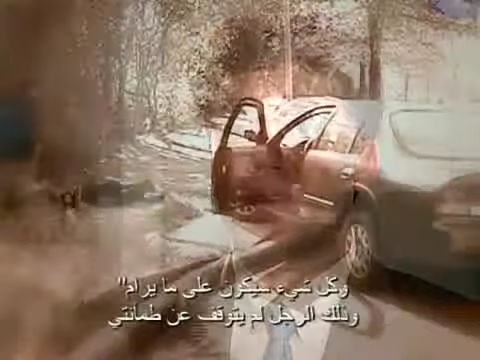 وكل شيء سيكون على ما يرام"
وذلك الرجل لم يتوقف عن طمأنتي